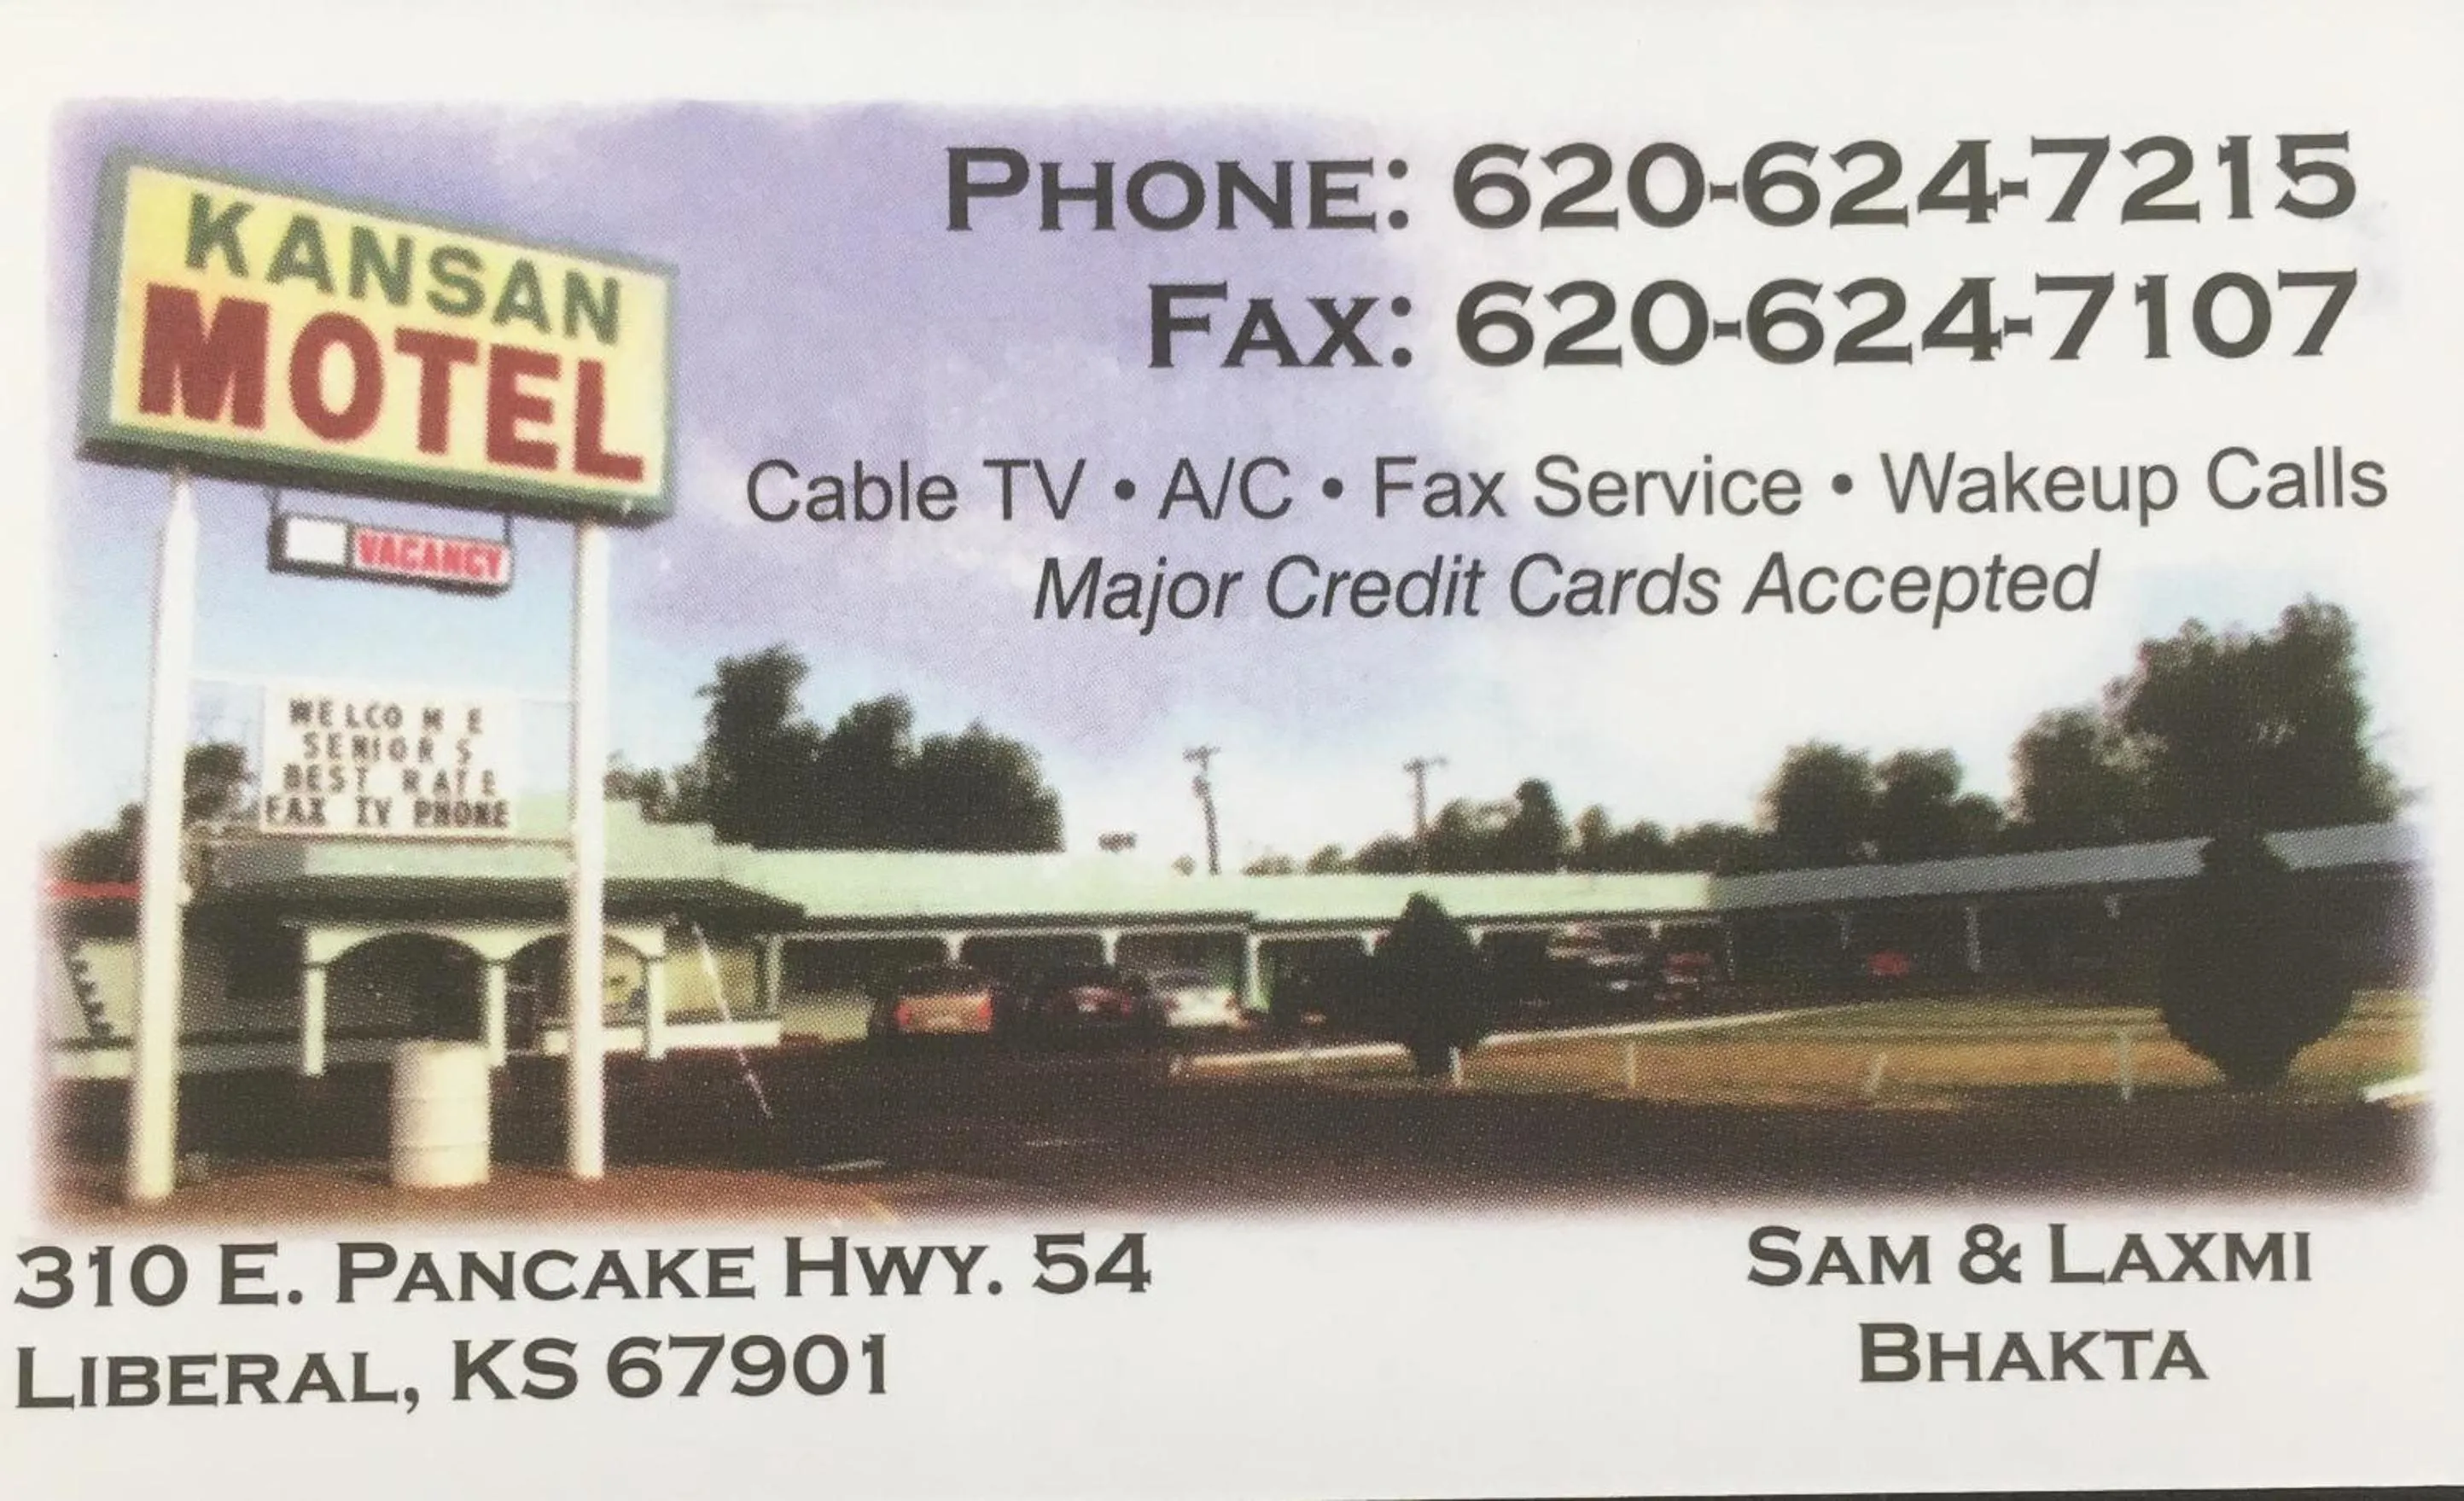 KANSAN
MOTEL
VACANCY
WELCOME
SENIORS
BEST RATE
FAX TV PHONE
PHONE: 620-624-7215
FAX: 620-624-7107
Cable TV • A/C • Fax Service • Wakeup Calls
Major Credit Cards Accepted
310 E. PANCAKE HWY. 54
LIBERAL, KS 67901
SAM & LAXMI
BHAKTA